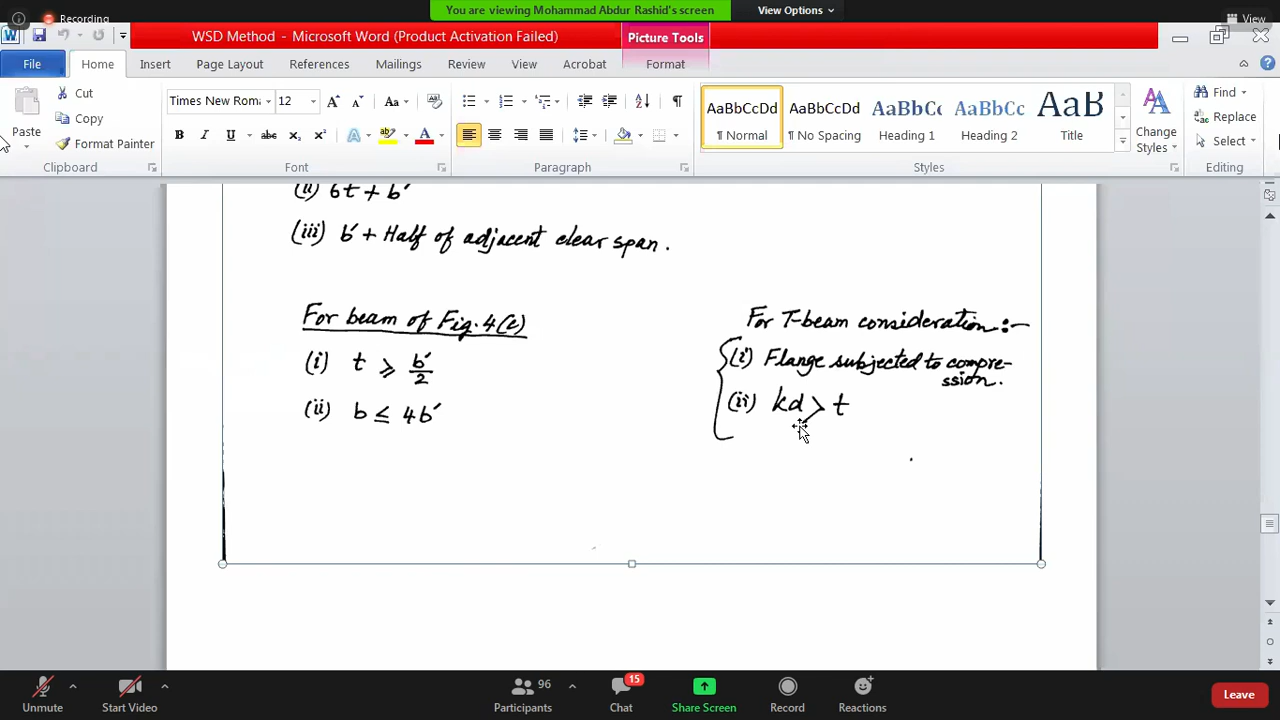 Recording
You are viewing Mohammad Abdur Rashid's screen
View Options
View
WSD Method - Microsoft Word (Product Activation Failed)
Picture Tools
File
Home
Insert
Page Layout
References
Mailings
Review
View
Acrobat
Format
Paste
Cut
Copy
Format Painter
Clipboard
Times New Roma
12
Font
Paragraph
AaBbCcDd
¶ Normal
AaBbCcDd
¶ No Spacing
AaBbCc
Heading 1
AaBbCc
Heading 2
AaB
Title
Change
Styles
Styles
Find
Replace
Select
Editing
(ii) 6t + b'
(iii) b' + Half of adjacent clear span.
For beam of Fig. 4(c)
(i) t ≥ b'/2
(ii) b ≤ 4b'
For T-beam consideration :-
(i) Flange subjected to compre-
ssion.
(ii) kd > t
Unmute
Start Video
96
Participants
15
Chat
Share Screen
Record
Reactions
Leave